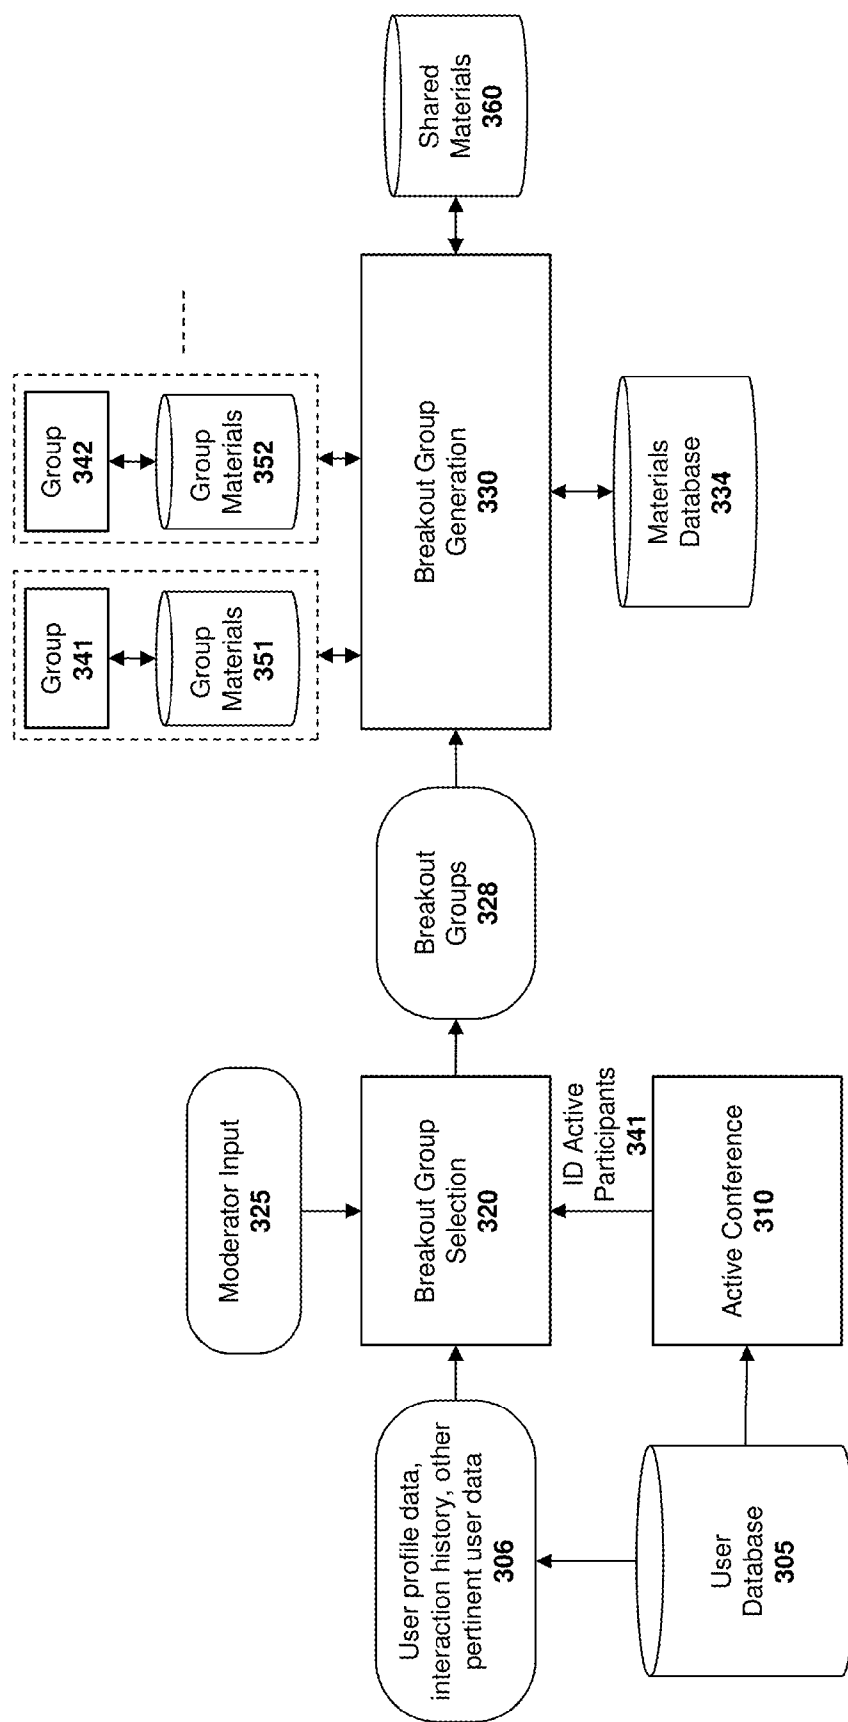 User profile data,
interaction history, other
pertinent user data
306
User
Database
305
Moderator Input
325
Breakout Group
Selection
320
ID Active
Participants
341
Active Conference
310
Breakout
Groups
328
Group
341
Group
Materials
351
Group
342
Group
Materials
352
Breakout Group
Generation
330
Materials
Database
334
Shared
Materials
360